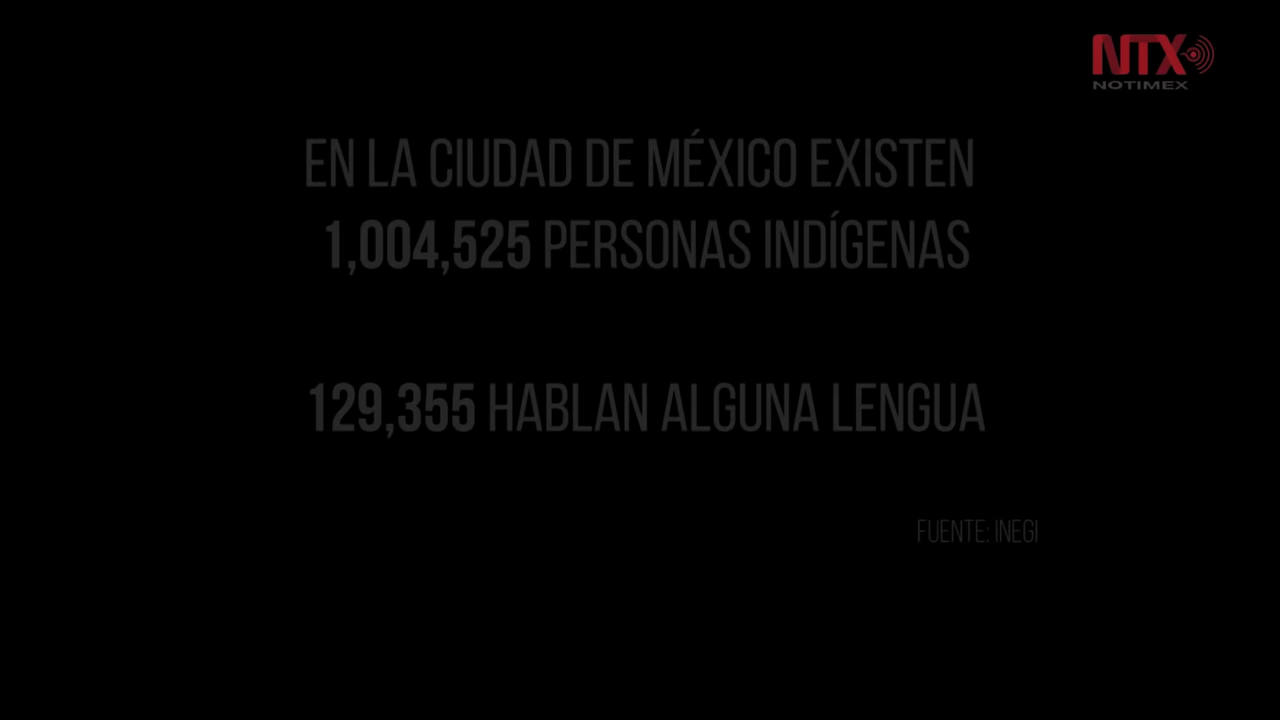 NTX
NOTIMEX
EN LA CIUDAD DE MÉXICO EXISTEN
1,004,525 PERSONAS INDÍGENAS
129,355 HABLAN ALGUNA LENGUA
FUENTE: INEGI